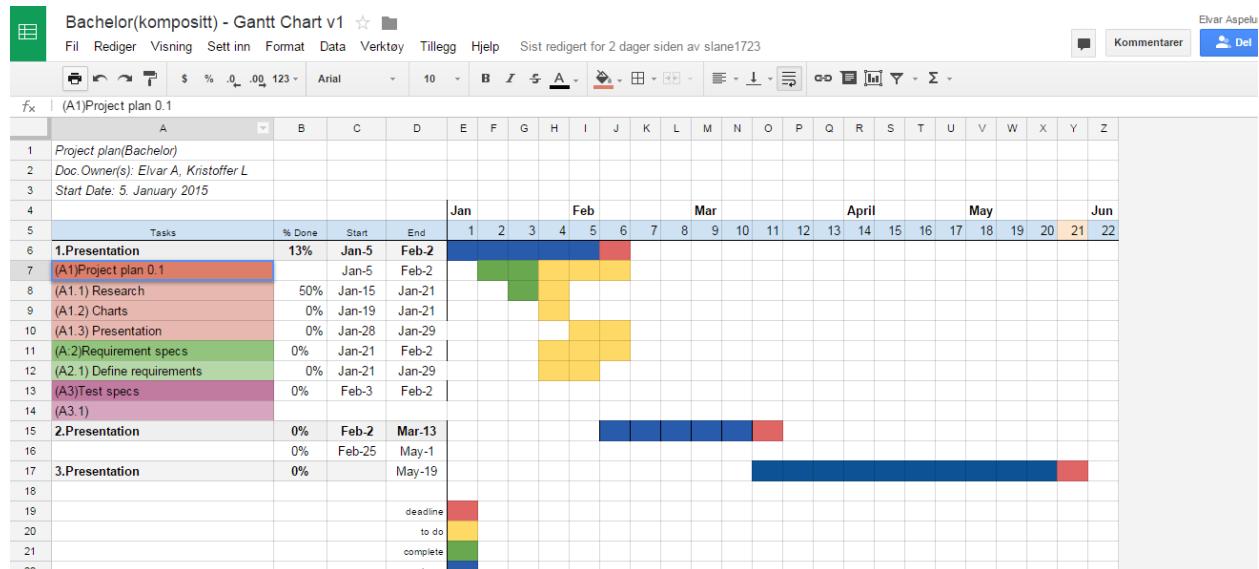 Bachelor(kompositt) - Gantt Chart v1
Elvar Aspelu
Fil Rediger Visning Sett inn Format Data Verktøy Tillegg Hjelp Sist redigert for 2 dager siden av slane1723
Kommentarer Del
$ % .0 .00 123 Arial 10 B I S A Σ
fx (A1)Project plan 0.1
A B C D E F G H I J K L M N O P Q R S T U V W X Y Z
1 Project plan(Bachelor)
2 Doc.Owner(s): Elvar A, Kristoffer L
3 Start Date: 5. January 2015
4 Jan Feb Mar April May Jun
5 Tasks % Done Start End 1 2 3 4 5 6 7 8 9 10 11 12 13 14 15 16 17 18 19 20 21 22
6 1.Presentation 13% Jan-5 Feb-2
7 (A1)Project plan 0.1 Jan-5 Feb-2
8 (A1.1) Research 50% Jan-15 Jan-21
9 (A1.2) Charts 0% Jan-19 Jan-21
10 (A1.3) Presentation 0% Jan-28 Jan-29
11 (A:2)Requirement specs 0% Jan-21 Feb-2
12 (A2.1) Define requirements 0% Jan-21 Jan-29
13 (A3)Test specs 0% Feb-3 Feb-2
14 (A3.1)
15 2.Presentation 0% Feb-2 Mar-13
16 0% Feb-25 May-1
17 3.Presentation 0% May-19
18
19 deadline
20 to do
21 complete